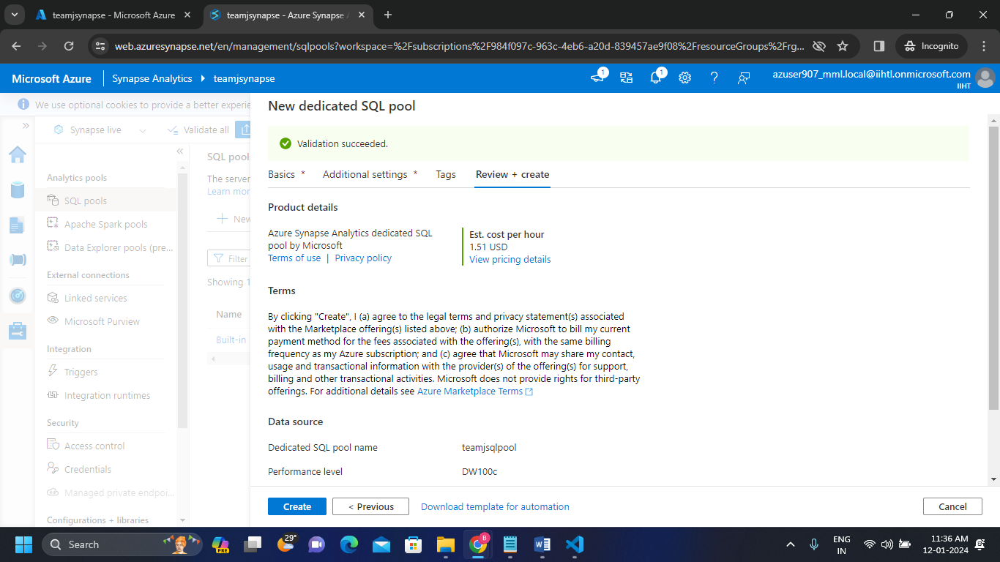 teamjsynapse - Microsoft Azure
teamjsynapse - Azure Synapse
web.azuresynapse.net/en/management/sqlpools?workspace=%2Fsubscriptions%2F984f097c-963c-4eb6-a20d-839457ae9f08%2FresourceGroups%2Frg...
Incognito
Microsoft Azure
Synapse Analytics
teamjsynapse
1
1
azuser907_mml.local@iihtl.onmicrosoft.com
IIHT
We use optional cookies to provide a better experie
Synapse live
Validate all
Analytics pools
SQL pools
Apache Spark pools
Data Explorer pools (pre...
External connections
Linked services
Microsoft Purview
Integration
Triggers
Integration runtimes
Security
Access control
Credentials
Managed private endpoi...
Configurations + libraries
SQL pool
The server
Learn mor
New
Filter
Showing 1
Name
Built-in
New dedicated SQL pool
Validation succeeded.
Basics *
Additional settings *
Tags
Review + create
Product details
Azure Synapse Analytics dedicated SQL
pool by Microsoft
Terms of use | Privacy policy
Est. cost per hour
1.51 USD
View pricing details
Terms
By clicking "Create", I (a) agree to the legal terms and privacy statement(s) associated
with the Marketplace offering(s) listed above; (b) authorize Microsoft to bill my current
payment method for the fees associated with the offering(s), with the same billing
frequency as my Azure subscription; and (c) agree that Microsoft may share my contact,
usage and transactional information with the provider(s) of the offering(s) for support,
billing and other transactional activities. Microsoft does not provide rights for third-party
offerings. For additional details see Azure Marketplace Terms
Data source
Dedicated SQL pool name
teamjsqlpool
Performance level
DW100c
Create
< Previous
Download template for automation
Cancel
Search
PRE
29°
8
ENG
IN
11:36 AM
12-01-2024